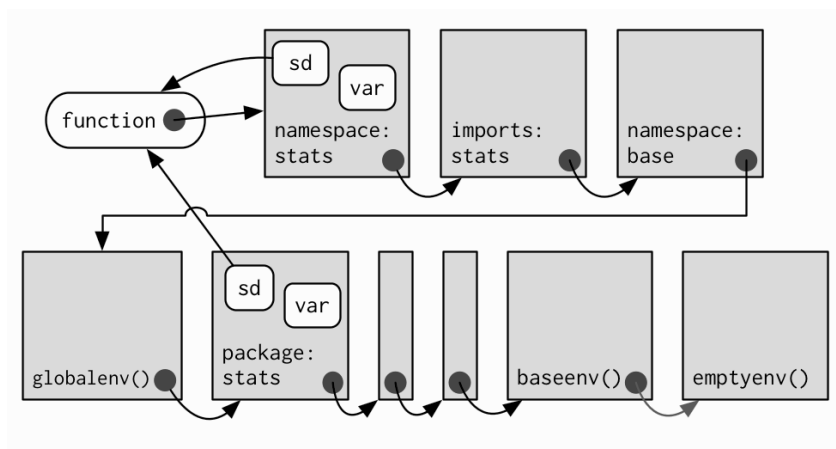 sd
var
function
namespace:
stats
imports:
stats
namespace:
base
sd
var
globalenv()
package:
stats
baseenv()
emptyenv()